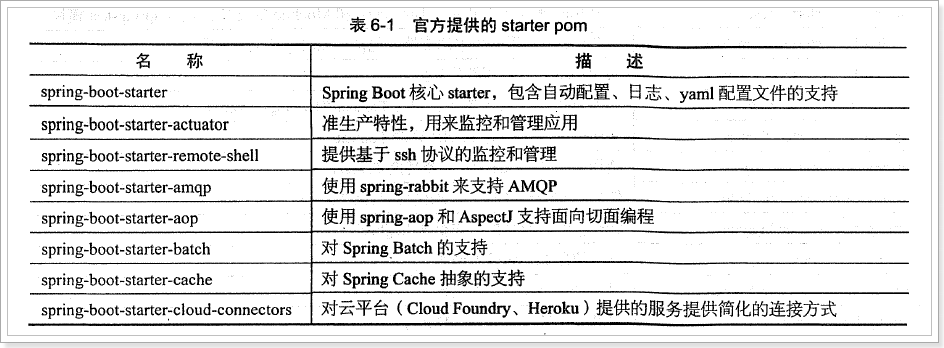 表 6-1 官方提供的 starter pom
名 称 描 述
spring-boot-starter Spring Boot 核心 starter，包含自动配置、日志、yaml 配置文件的支持
spring-boot-starter-actuator 准生产特性，用来监控和管理应用
spring-boot-starter-remote-shell 提供基于 ssh 协议的监控和管理
spring-boot-starter-amqp 使用 spring-rabbit 来支持 AMQP
spring-boot-starter-aop 使用 spring-aop 和 AspectJ 支持面向切面编程
spring-boot-starter-batch 对 Spring Batch 的支持
spring-boot-starter-cache 对 Spring Cache 抽象的支持
spring-boot-starter-cloud-connectors 对云平台（Cloud Foundry、Heroku）提供的服务提供简化的连接方式